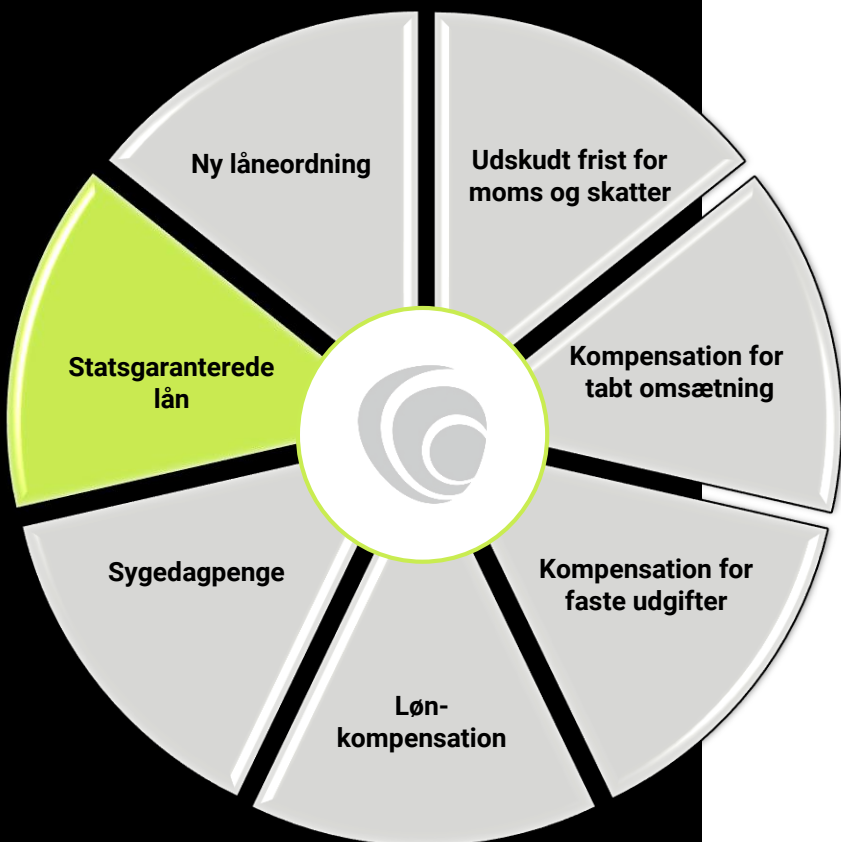 Ny låneordning
Udskudt frist for
moms og skatter
Statsgaranterede
lån
Kompensation for
tabt omsætning
Sygedagpenge
Kompensation for
faste udgifter
Løn-
kompensation